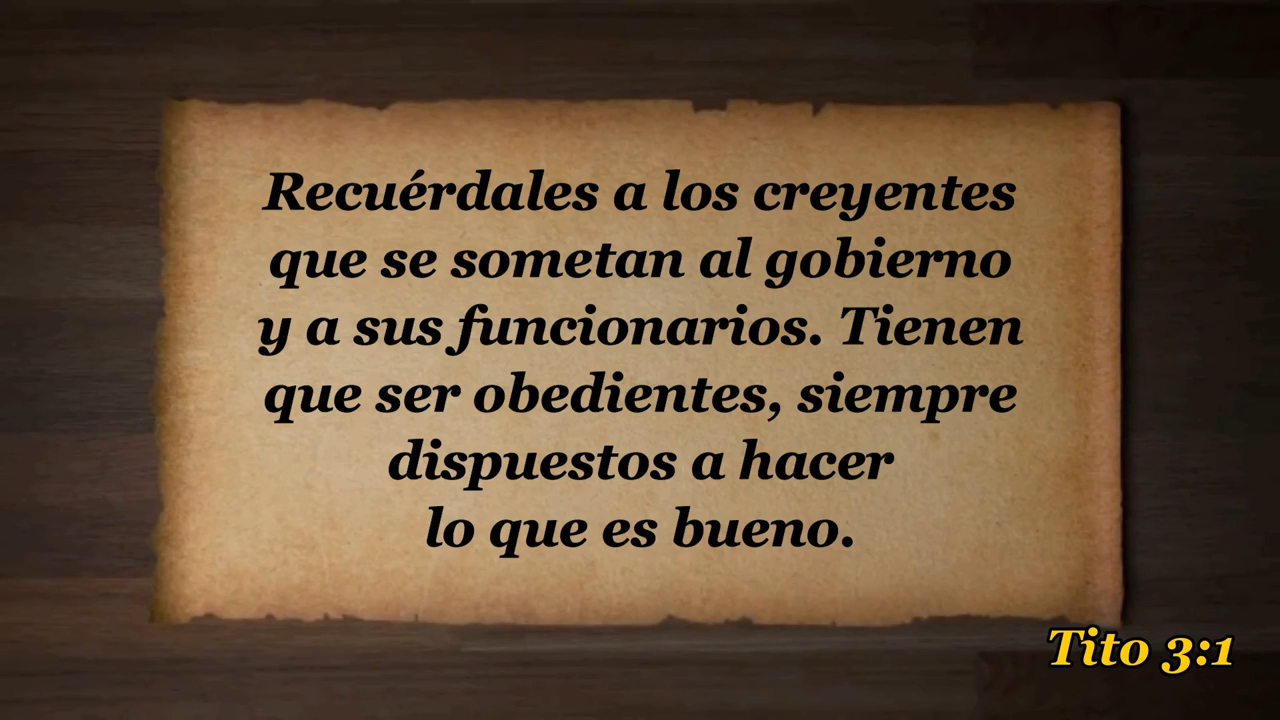 Recuérdales a los creyentes
que se sometan al gobierno
y a sus funcionarios. Tienen
que ser obedientes, siempre
dispuestos a hacer
lo que es bueno.
Tito 3:1